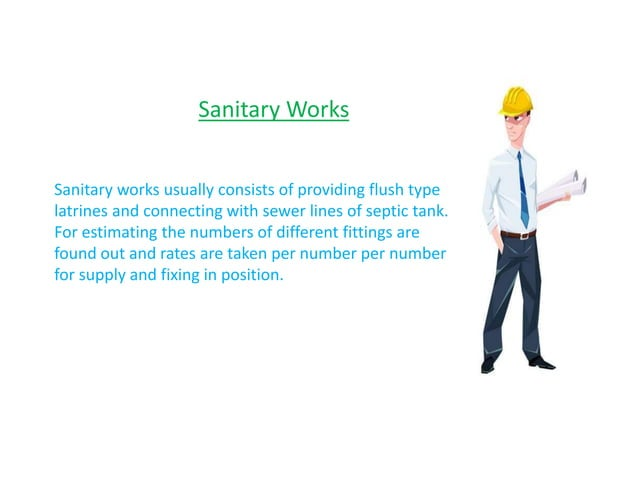 Sanitary Works
Sanitary works usually consists of providing flush type
latrines and connecting with sewer lines of septic tank.
For estimating the numbers of different fittings are
found out and rates are taken per number per number
for supply and fixing in position.